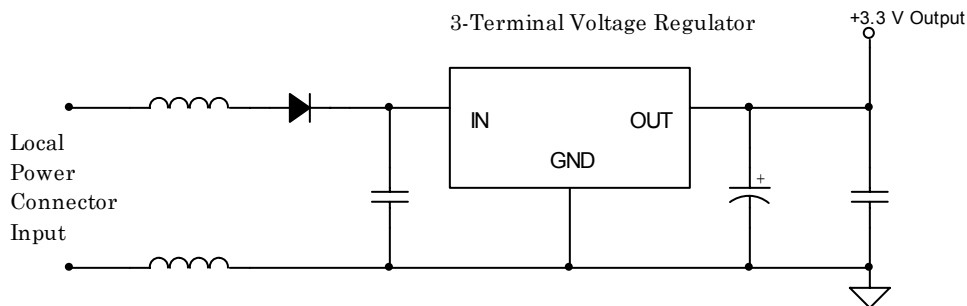 3-Terminal Voltage Regulator
+3.3 V Output
IN
OUT
GND
+
Local
Power
Connector
Input